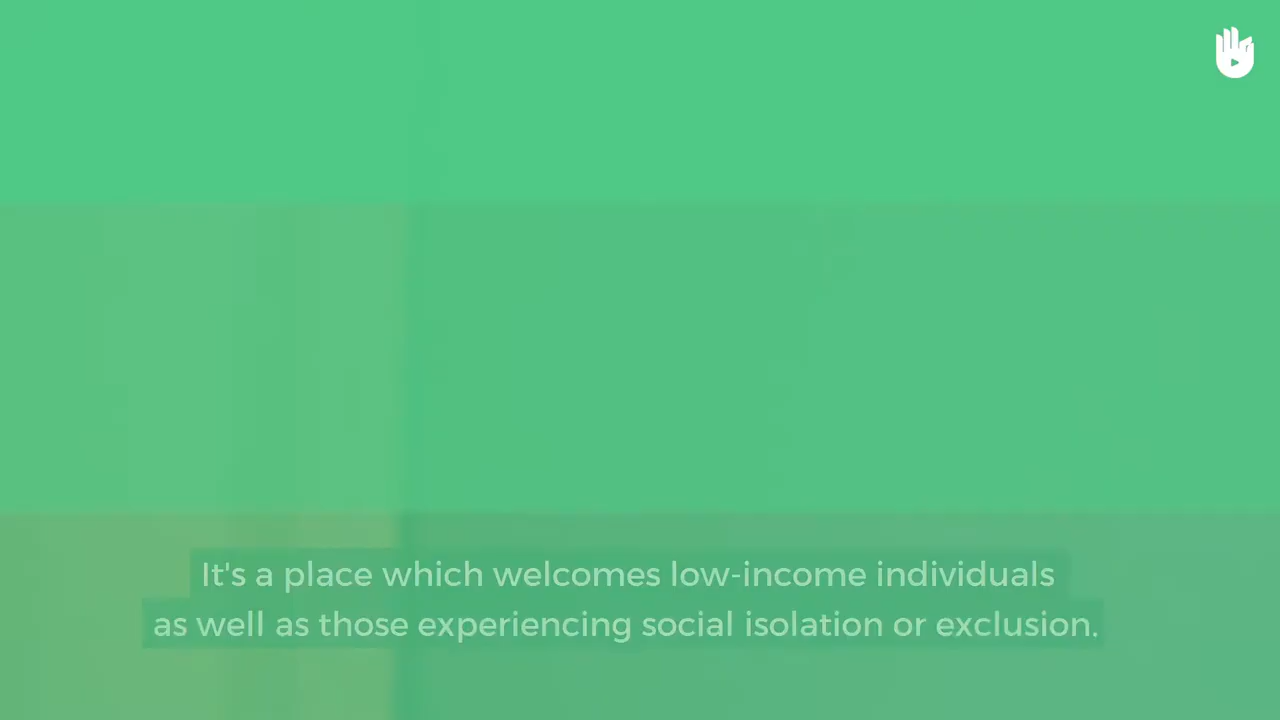 It's a place which welcomes low-income individuals
as well as those experiencing social isolation or exclusion.